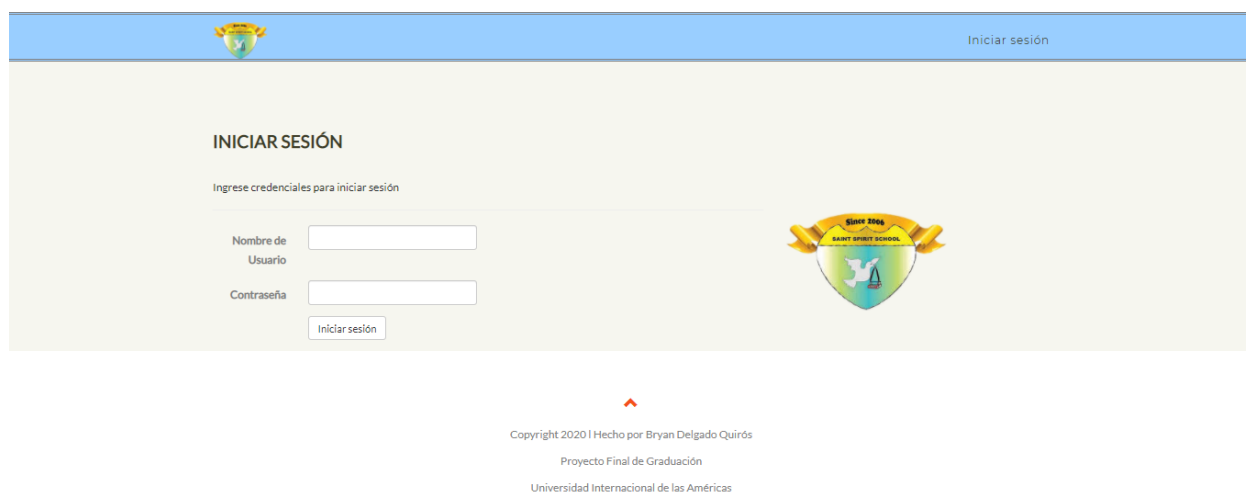 Iniciar sesión
INICIAR SESIÓN
Ingrese credenciales para iniciar sesión
Nombre de
Usuario
Contraseña
Iniciar sesión
Since 2006
SAINT SPIRIT SCHOOL
Copyright 2020 l Hecho por Bryan Delgado Quirós
Proyecto Final de Graduación
Universidad Internacional de las Américas